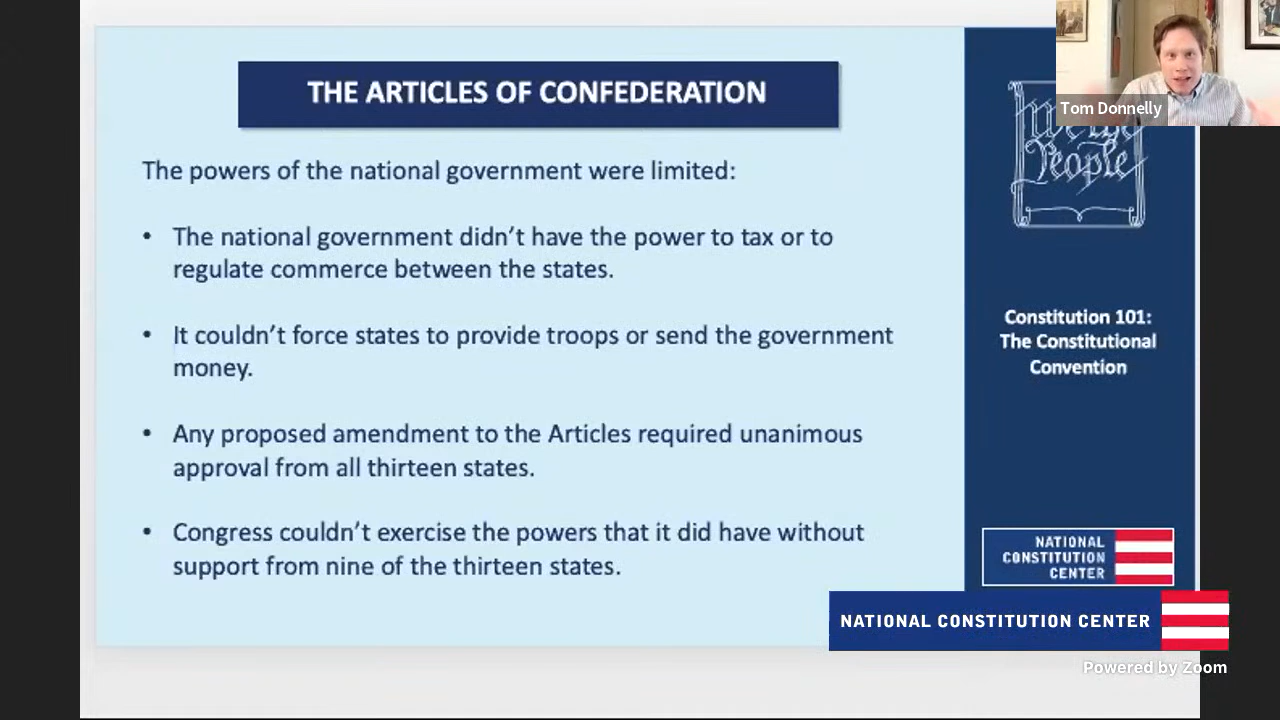 THE ARTICLES OF CONFEDERATION
The powers of the national government were limited:
• The national government didn't have the power to tax or to
regulate commerce between the states.
• It couldn't force states to provide troops or send the government
money.
• Any proposed amendment to the Articles required unanimous
approval from all thirteen states.
• Congress couldn't exercise the powers that it did have without
support from nine of the thirteen states.
Tom Donnelly
We the
People
Constitution 101:
The Constitutional
Convention
NATIONAL
CONSTITUTION
CENTER
NATIONAL CONSTITUTION CENTER
Powered by Zoom